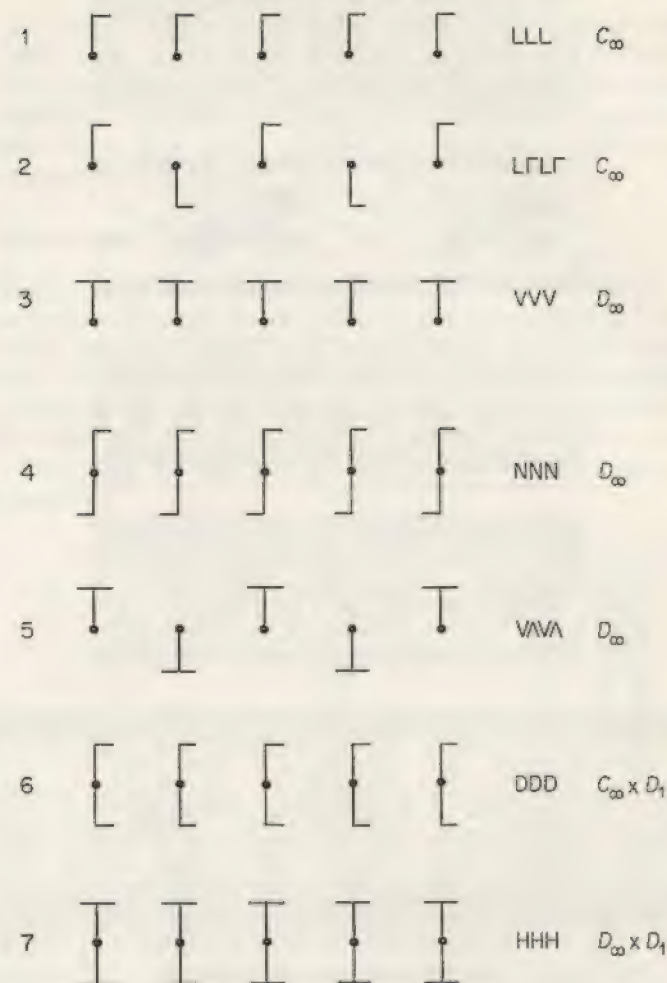 1 LLL C∞
2 LΓLΓ C∞
3 VVV D∞
4 NNN D∞
5 VΛVΛ D∞
6 DDD C∞ x D1
7 HHH D∞ x D1